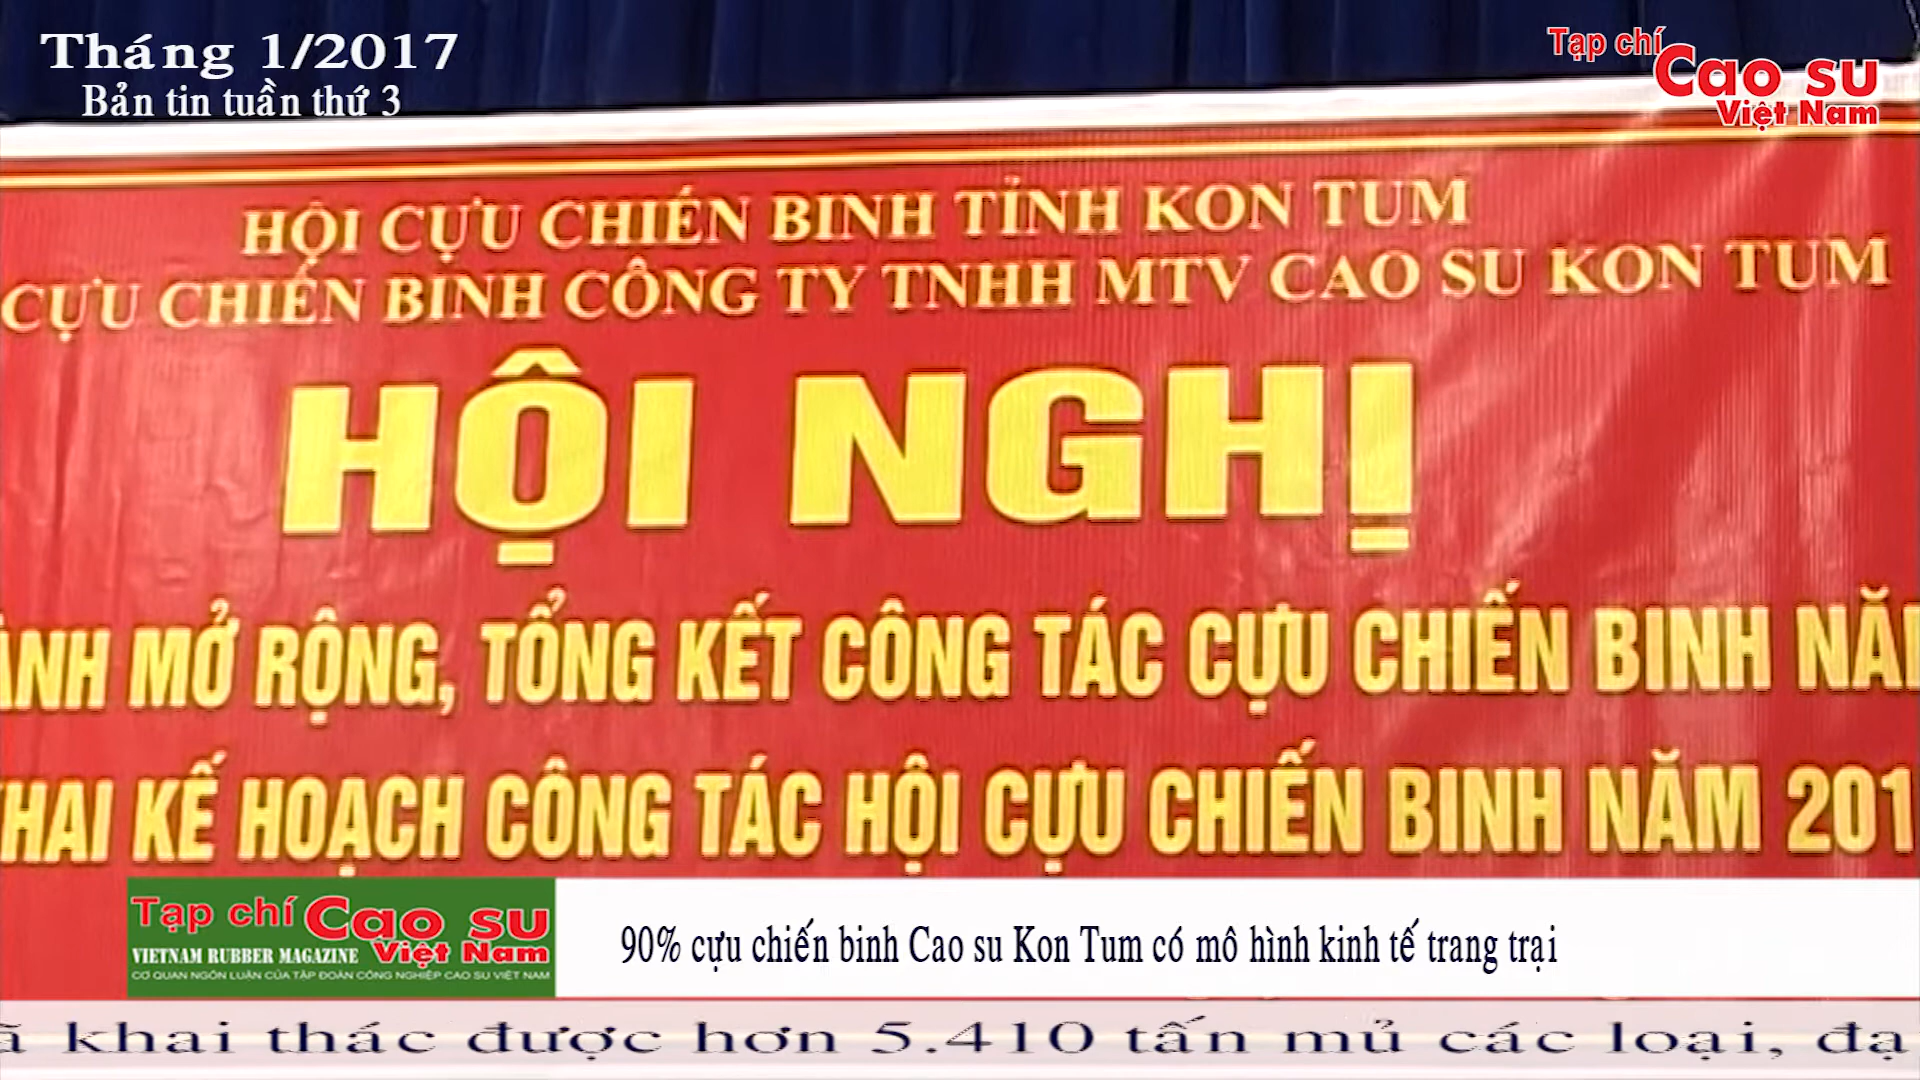 Tháng 1/2017
Bản tin tuần thứ 3
Tạp chí
Cao su
Việt Nam
HỘI CỰU CHIẾN BINH TỈNH KON TUM
CỰU CHIẾN BINH CÔNG TY TNHH MTV CAO SU KON TUM
HỘI NGHỊ
MỞ RỘNG, TỔNG KẾT CÔNG TÁC CỰU CHIẾN BINH
KẾ HOẠCH CÔNG TÁC HỘI CỰU CHIẾN BINH NĂM
Tạp chí Cao su
VIETNAM RUBBER MAGAZINE Việt Nam
CƠ QUAN NGÔN LUẬN CỦA TẬP ĐOÀN CÔNG NGHIỆP CAO SU VIỆT NAM
90% cựu chiến binh Cao su Kon Tum có mô hình kinh tế trang trại
khai thác được hơn 5.410 tấn mủ các loại,